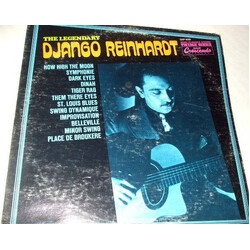 THE LEGENDARY
DJANGO REINHARDT
HOW HIGH THE MOON
SYMPHONIE
DARK EYES
DINAH
TIGER RAG
THEM THERE EYES
ST. LOUIS BLUES
SWING DYNAMIQUE
IMPROVISATION
BELLEVILLE
MINOR SWING
PLACE DE BROUKERE
Crescendo